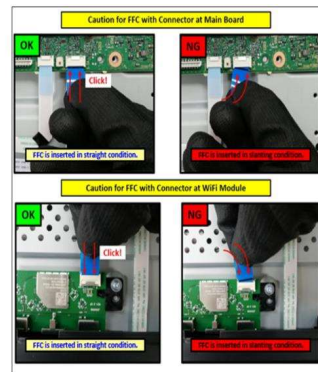 Caution for FFC with Connector at Main Board
OK
NG
Click!
FFC is inserted in straight condition.
FFC is inserted in slanting condition.
Caution for FFC with Connector at WiFi Module
OK
NG
Click!
FFC is inserted in straight condition.
FFC is inserted in slanting condition.